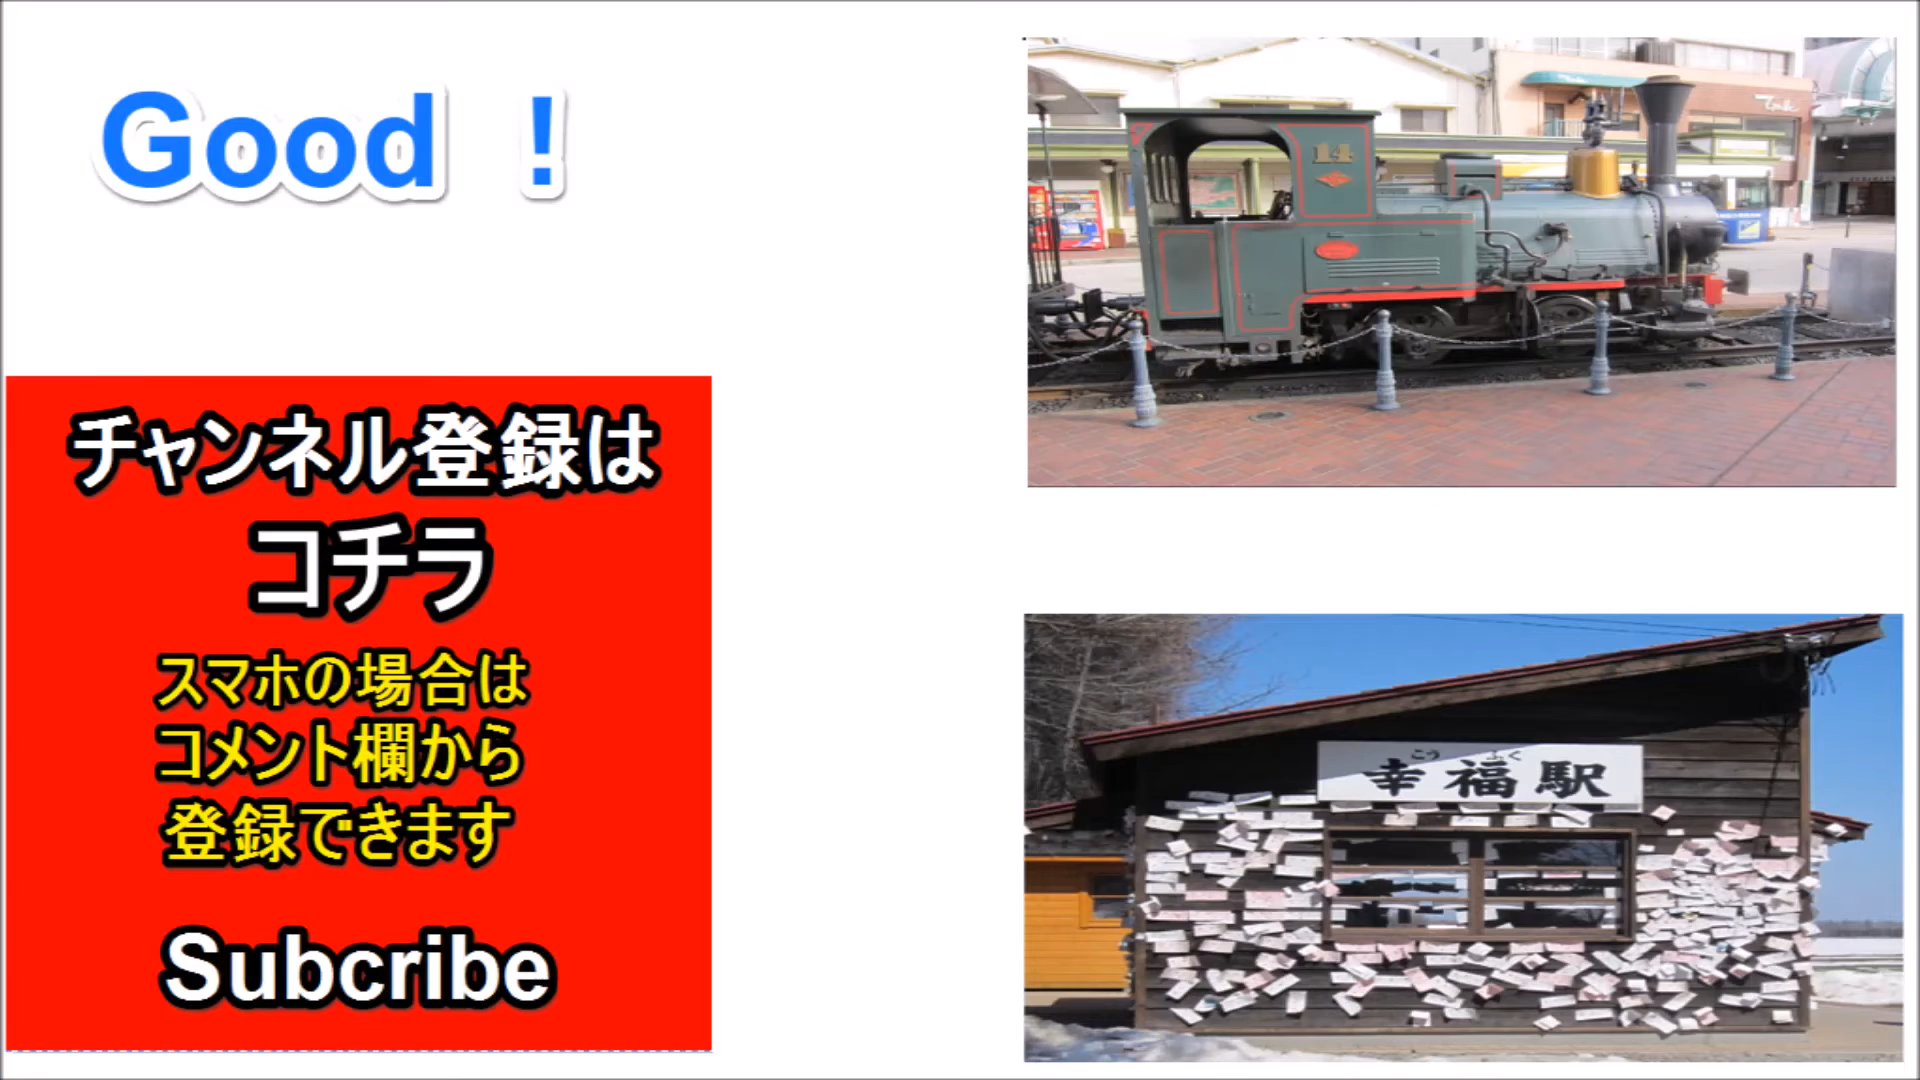 Good !
チャンネル登録は
コチラ
スマホの場合は
コメント欄から
登録できます
Subcribe
14
こう ふく
幸福駅